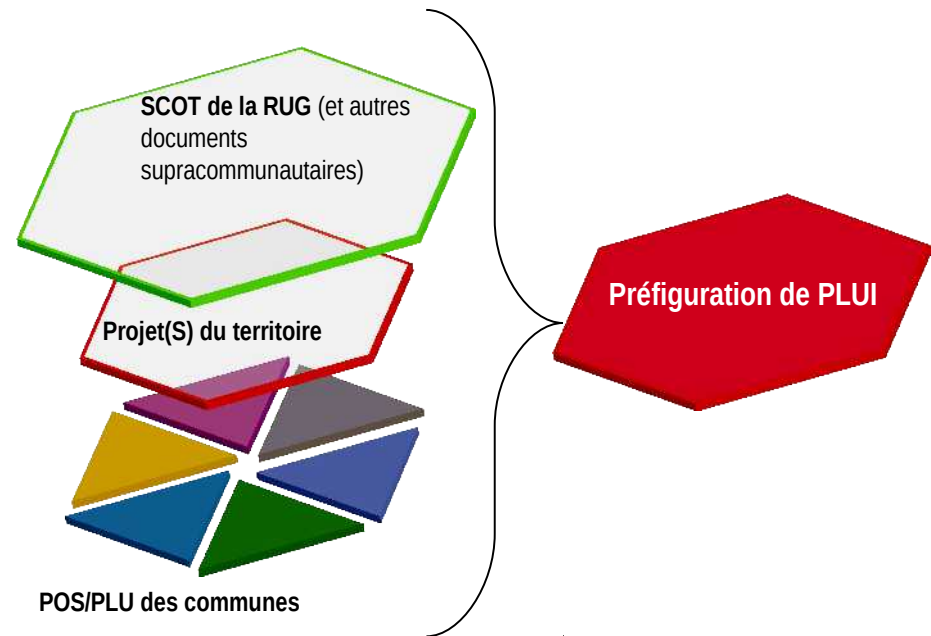 SCOT de la RUG (et autres
documents
supracommunautaires)
Projet(S) du territoire
POS/PLU des communes
Préfiguration de PLUI